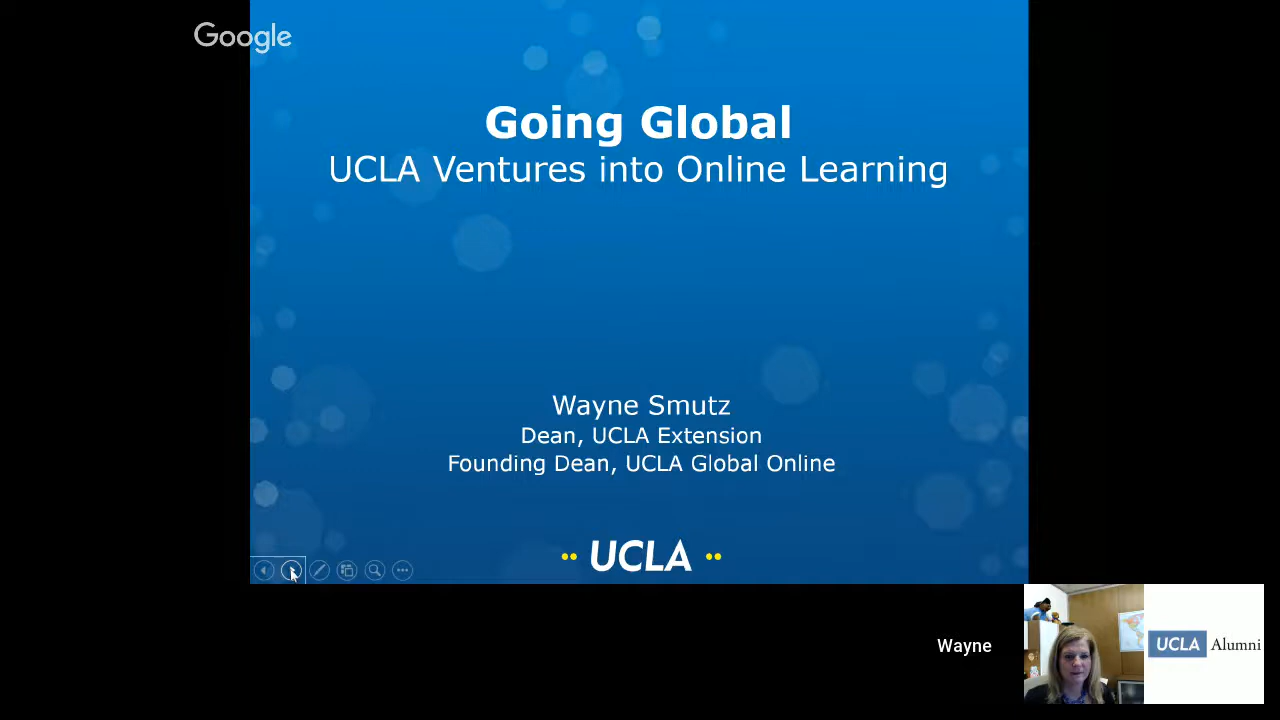 Google
Going Global
UCLA Ventures into Online Learning
Wayne Smutz
Dean, UCLA Extension
Founding Dean, UCLA Global Online
UCLA
Wayne
UCLA Alumni